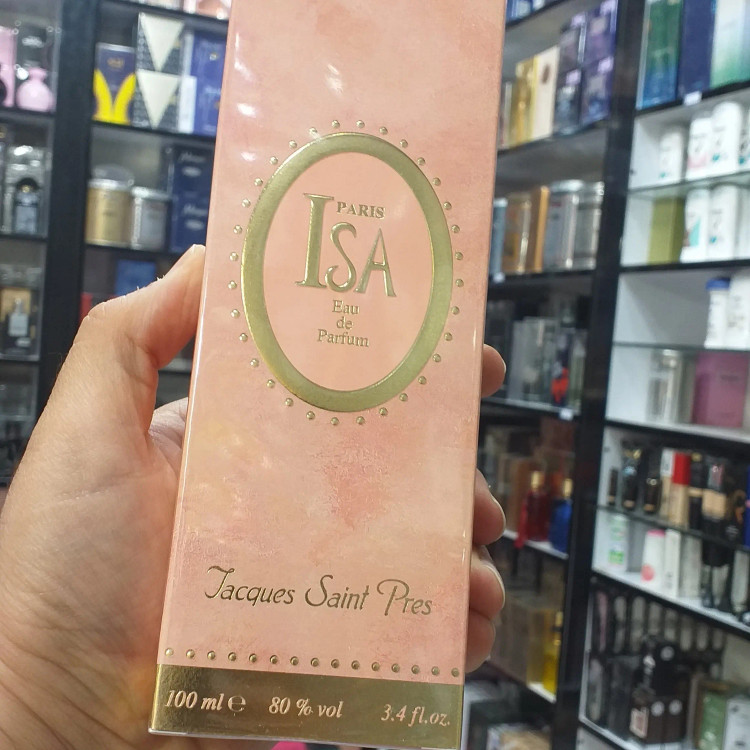 PARIS
ISA
Eau
de
Parfum
Jacques Saint Pres
100 ml ℮ 80 % vol 3.4 fl.oz.